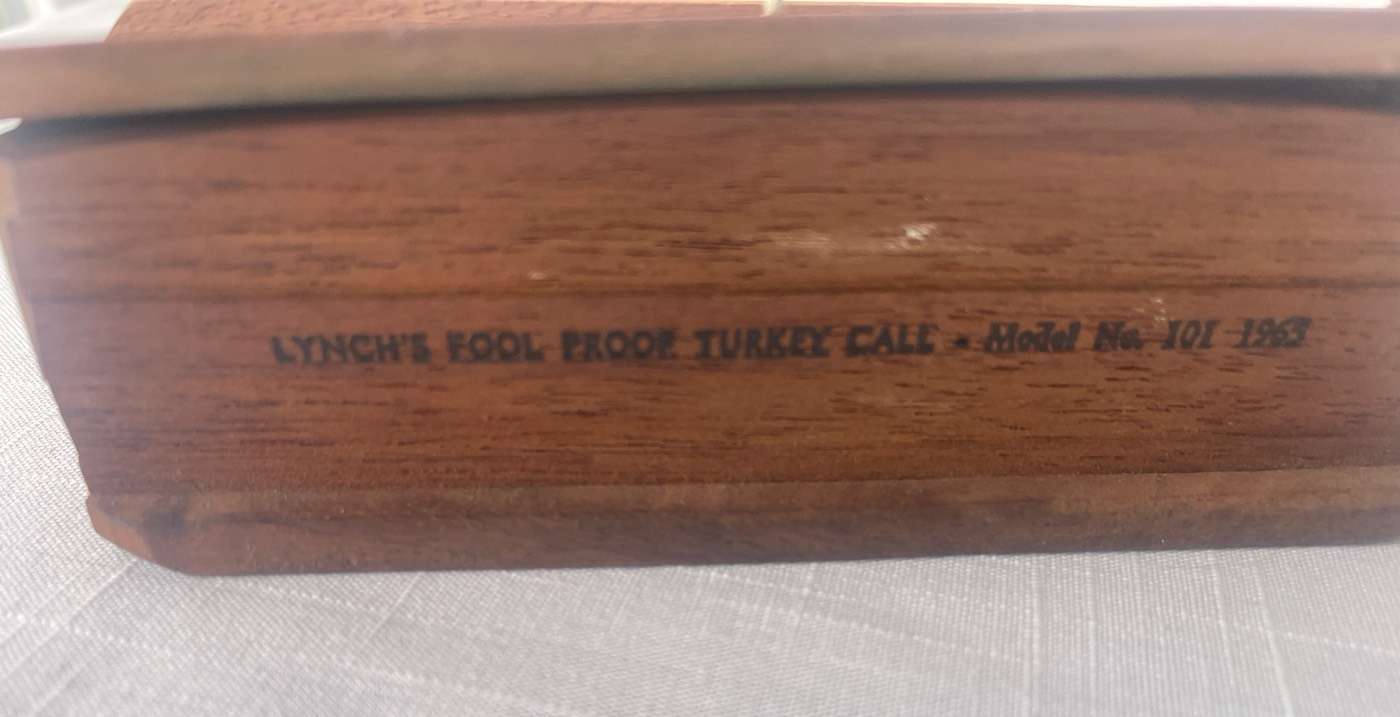 LYNCH'S FOOL PROOF TURKEY CALL • Model No. 101 1963